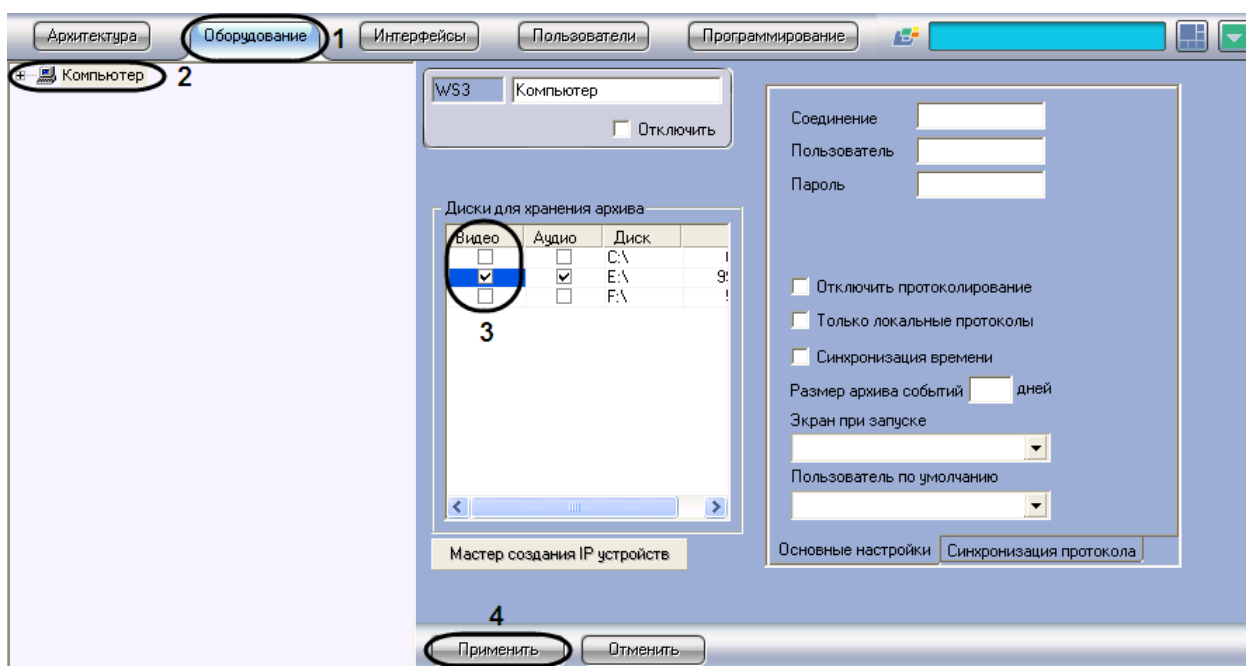 Архитектура Оборудование 1 Интерфейсы Пользователи Программирование
Компьютер 2
WS3 Компьютер
Отключить
Соединение
Пользователь
Пароль
Диски для хранения архива
Видео Аудио Диск
C:\
E:\
F:\
3
Отключить протоколирование
Только локальные протоколы
Синхронизация времени
Размер архива событий дней
Экран при запуске
Пользователь по умолчанию
Мастер создания IP устройств
Основные настройки Синхронизация протокола
4
Применить Отменить